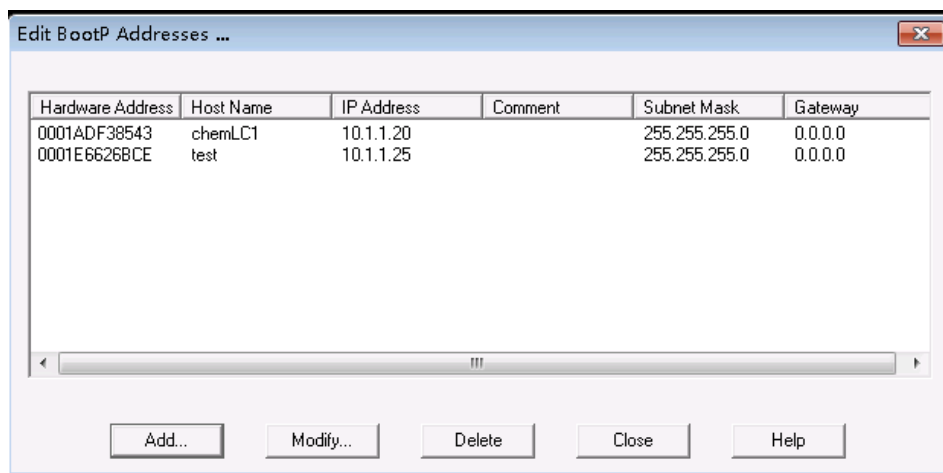 Edit BootP Addresses ...
Hardware Address Host Name IP Address Comment Subnet Mask Gateway
0001ADF38543 chemLC1 10.1.1.20 255.255.255.0 0.0.0.0
0001E6626BCE test 10.1.1.25 255.255.255.0 0.0.0.0
Add... Modify... Delete Close Help